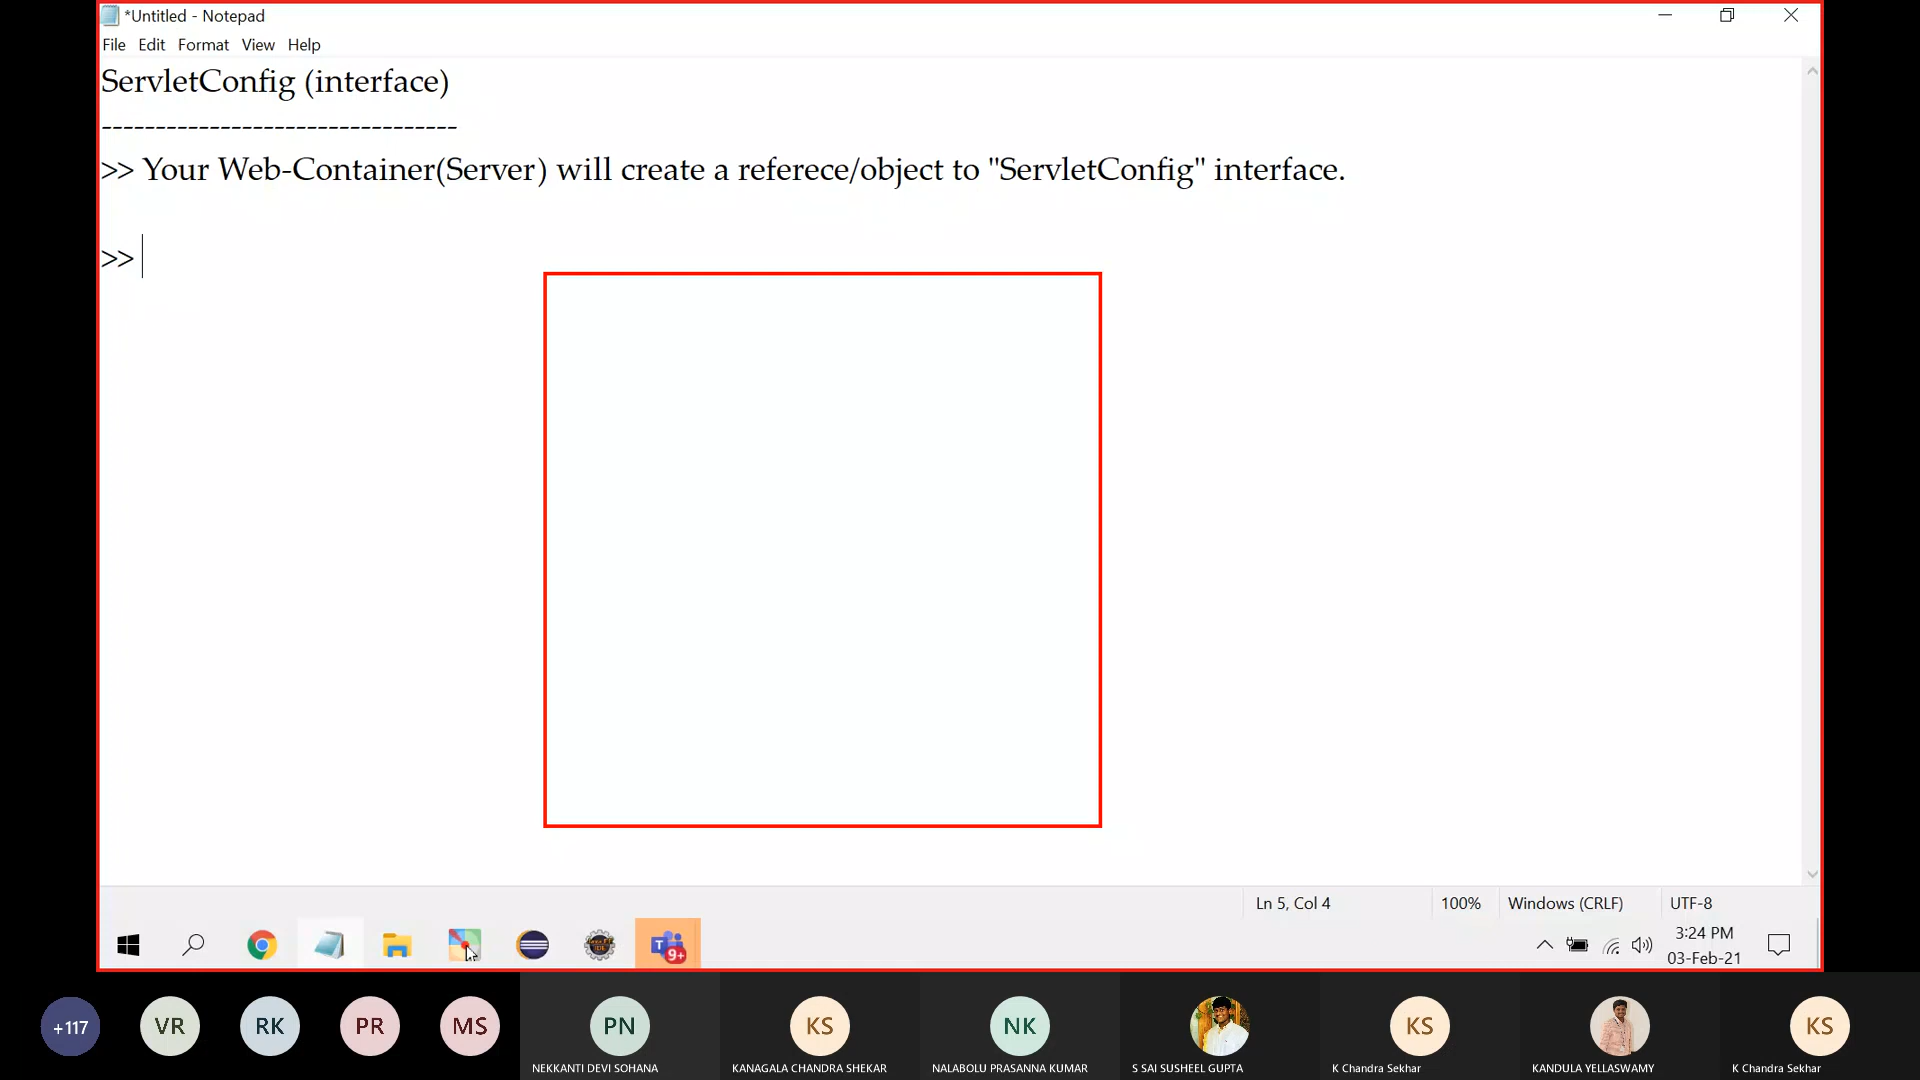 *Untitled - Notepad
File Edit Format View Help
ServletConfig (interface)
---------------------------------
>> Your Web-Container(Server) will create a referece/object to "ServletConfig" interface.
>>
Ln 5, Col 4 100% Windows (CRLF) UTF-8
T 9+
3:24 PM
03-Feb-21
+117 VR RK PR MS PN KS NK KS KS
NEKKANTI DEVI SOHANA KANAGALA CHANDRA SHEKAR NALABOLU PRASANNA KUMAR S SAI SUSHEEL GUPTA K Chandra Sekhar KANDULA YELLASWAMY K Chandra Sekhar